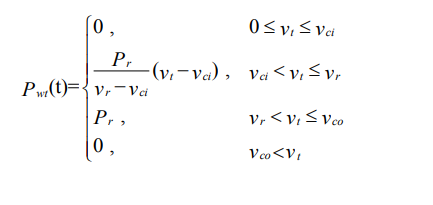 0 , 0 ≤ v_t ≤ v_ci
P_r / (v_r − v_ci) (v_t − v_ci) , v_ci < v_t ≤ v_r
P_wt(t)=
P_r , v_r < v_t ≤ v_co
0 , v_co < v_t